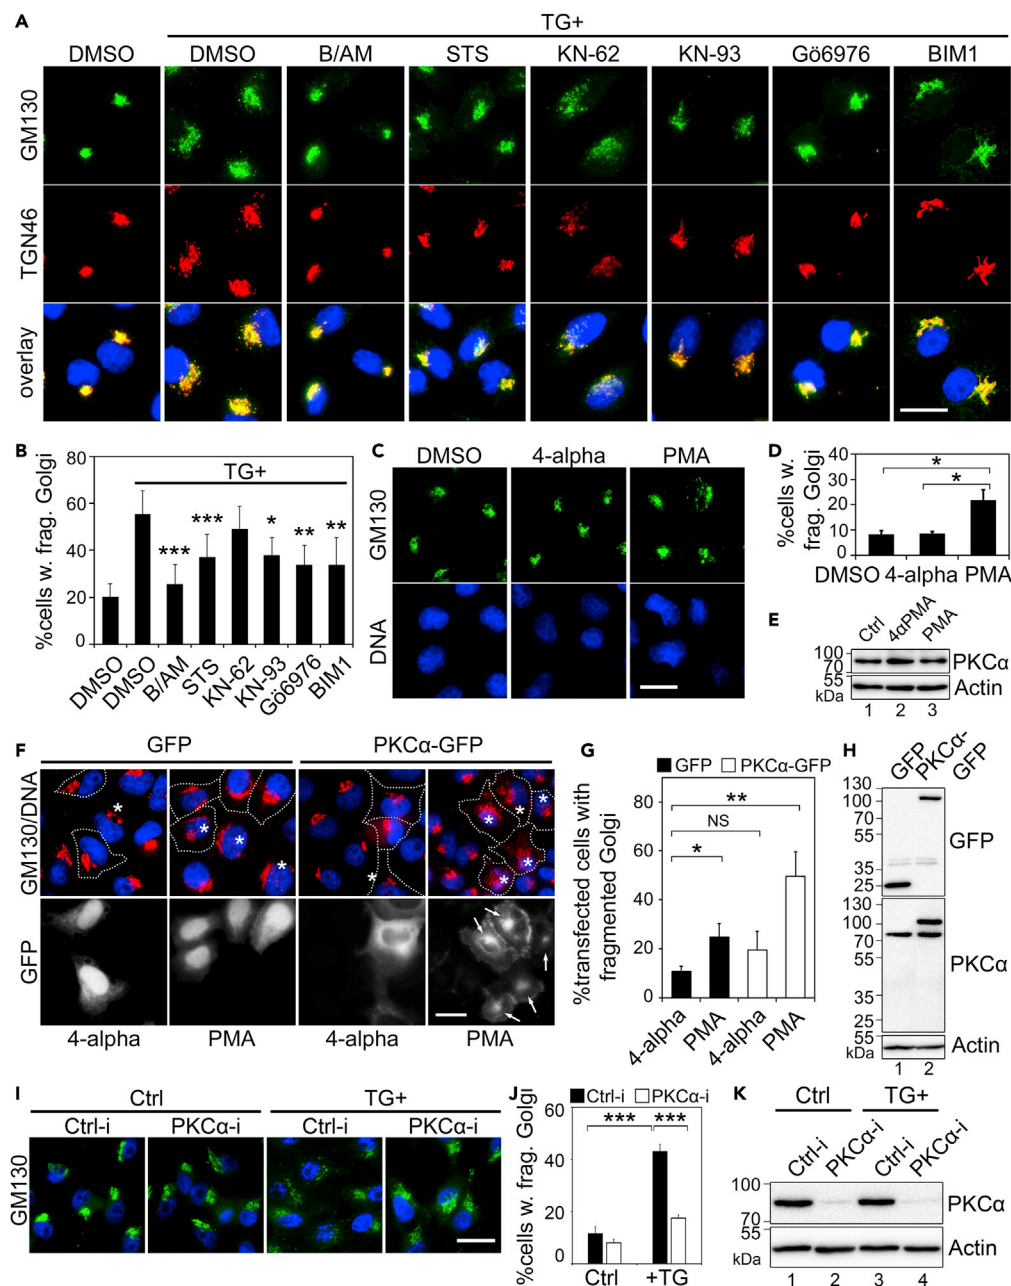 A
TG+
DMSO DMSO B/AM STS KN-62 KN-93 Gö6976 BIM1
GM130
TGN46
overlay
B
%cells w. frag. Golgi
80
60
40
20
0
TG+
*** *** * ** **
DMSO DMSO B/AM STS KN-62 KN-93 Gö6976 BIM1
C
DMSO 4-alpha PMA
GM130
DNA
D
%cells w. frag. Golgi
40
30
20
10
0
*
*
DMSO 4-alpha PMA
E
Ctrl 4αPMA PMA
100
70
55
kDa
PKCα
Actin
1 2 3
F
GFP PKCα-GFP
GM130/DNA
* * * * * * * * * *
GFP
4-alpha PMA 4-alpha PMA
G
GFP PKCα-GFP
%transfected cells with fragmented Golgi
80
60
40
20
0
**
NS
*
4-alpha PMA 4-alpha PMA
H
GFP PKCα-GFP
130
100
70
55
35
25
GFP
130
100
70
55
35
25
PKCα
55
kDa
Actin
1 2
I
Ctrl TG+
Ctrl-i PKCα-i Ctrl-i PKCα-i
GM130
J
Ctrl-i PKCα-i
%cells w. frag. Golgi
60
40
20
0
*** ***
Ctrl +TG
K
Ctrl TG+
Ctrl-i PKCα-i Ctrl-i PKCα-i
100
70
55
kDa
PKCα
Actin
1 2 3 4